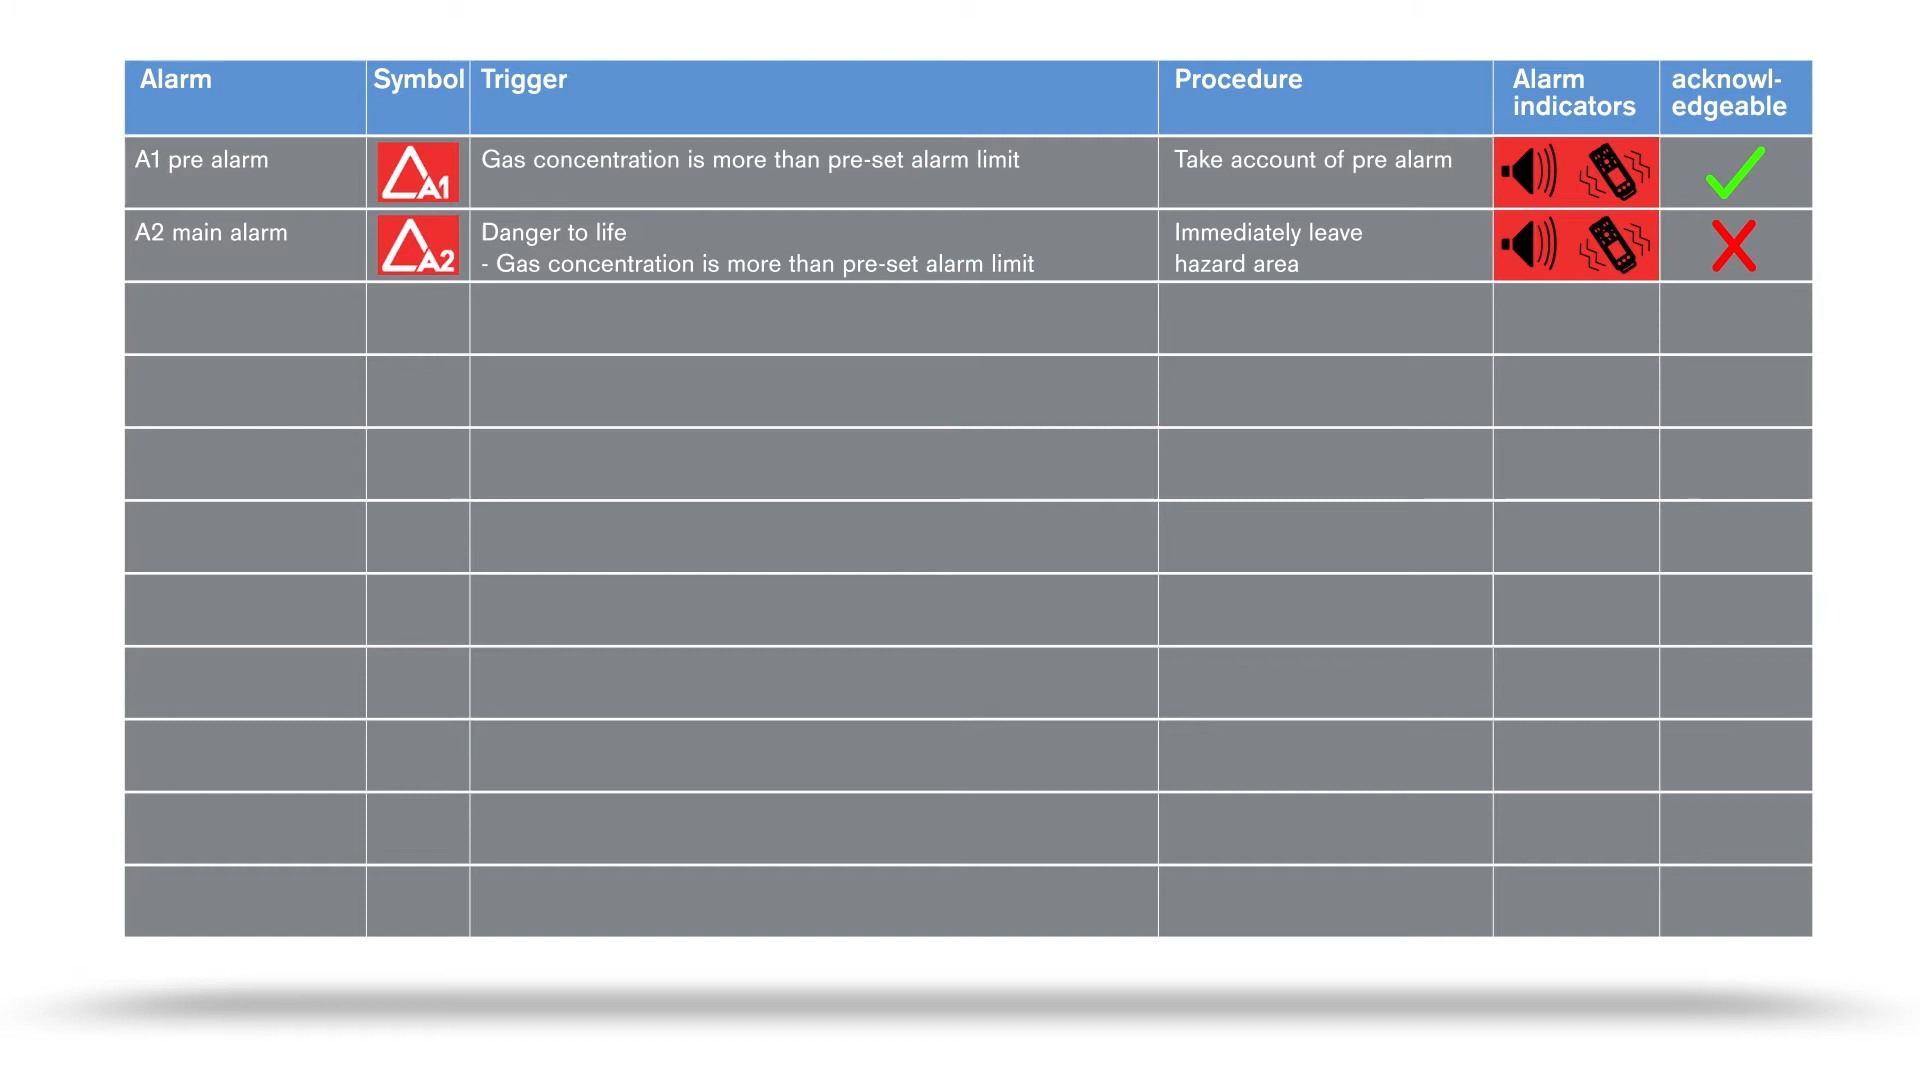 Alarm
Symbol
Trigger
Procedure
Alarm
indicators
acknowl-
edgeable
A1 pre alarm
A1
Gas concentration is more than pre-set alarm limit
Take account of pre alarm
A2 main alarm
A2
Danger to life
- Gas concentration is more than pre-set alarm limit
Immediately leave
hazard area